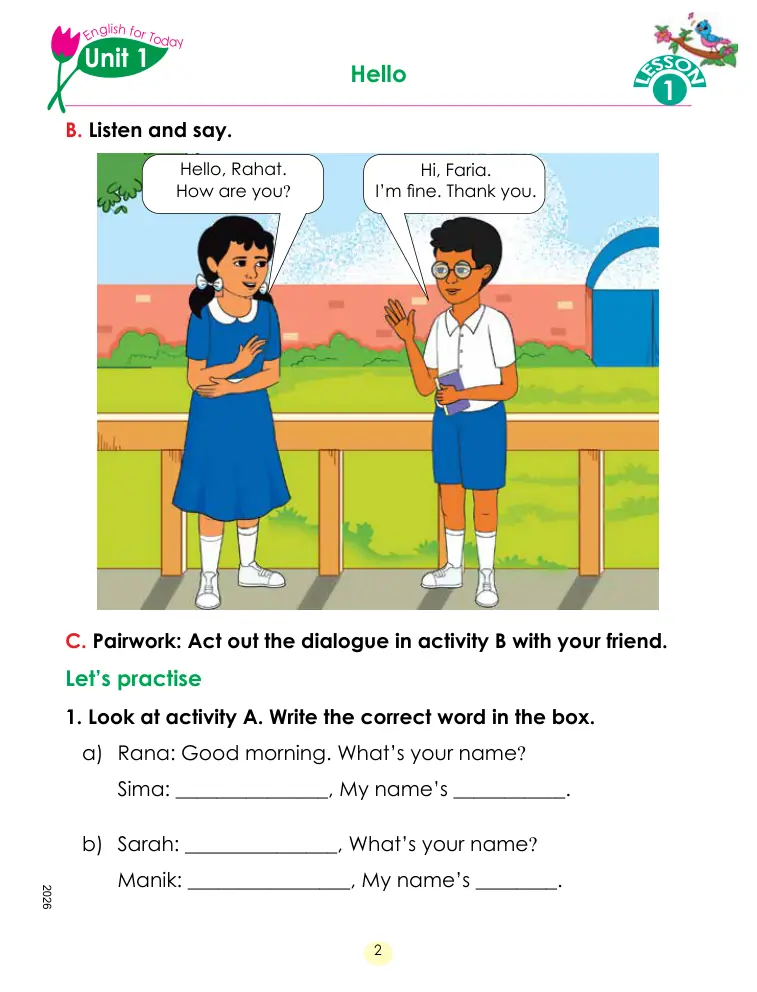 English for Today
Unit 1
Hello
LESSON
1
B. Listen and say.
Hello, Rahat.
How are you?
Hi, Faria.
I'm fine. Thank you.
C. Pairwork: Act out the dialogue in activity B with your friend.
Let's practise
1. Look at activity A. Write the correct word in the box.
a) Rana: Good morning. What's your name?
Sima: _______________, My name's ___________.
b) Sarah: _______________, What's your name?
Manik: ________________, My name's ________.
2026
2